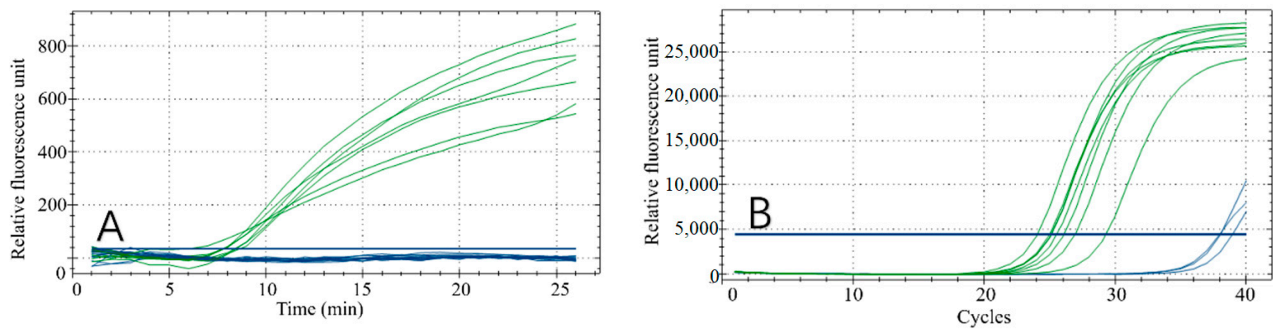 A
Relative fluorescence unit
800
600
400
200
0
0 5 10 15 20 25
Time (min)
B
Relative fluorescence unit
25,000
20,000
15,000
10,000
5,000
0
0 10 20 30 40
Cycles